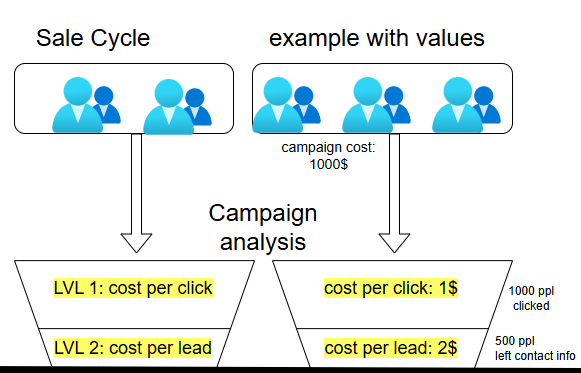 Sale Cycle
example with values
campaign cost:
1000$
Campaign
analysis
LVL 1: cost per click
cost per click: 1$
1000 ppl
clicked
LVL 2: cost per lead
cost per lead: 2$
500 ppl
left contact info